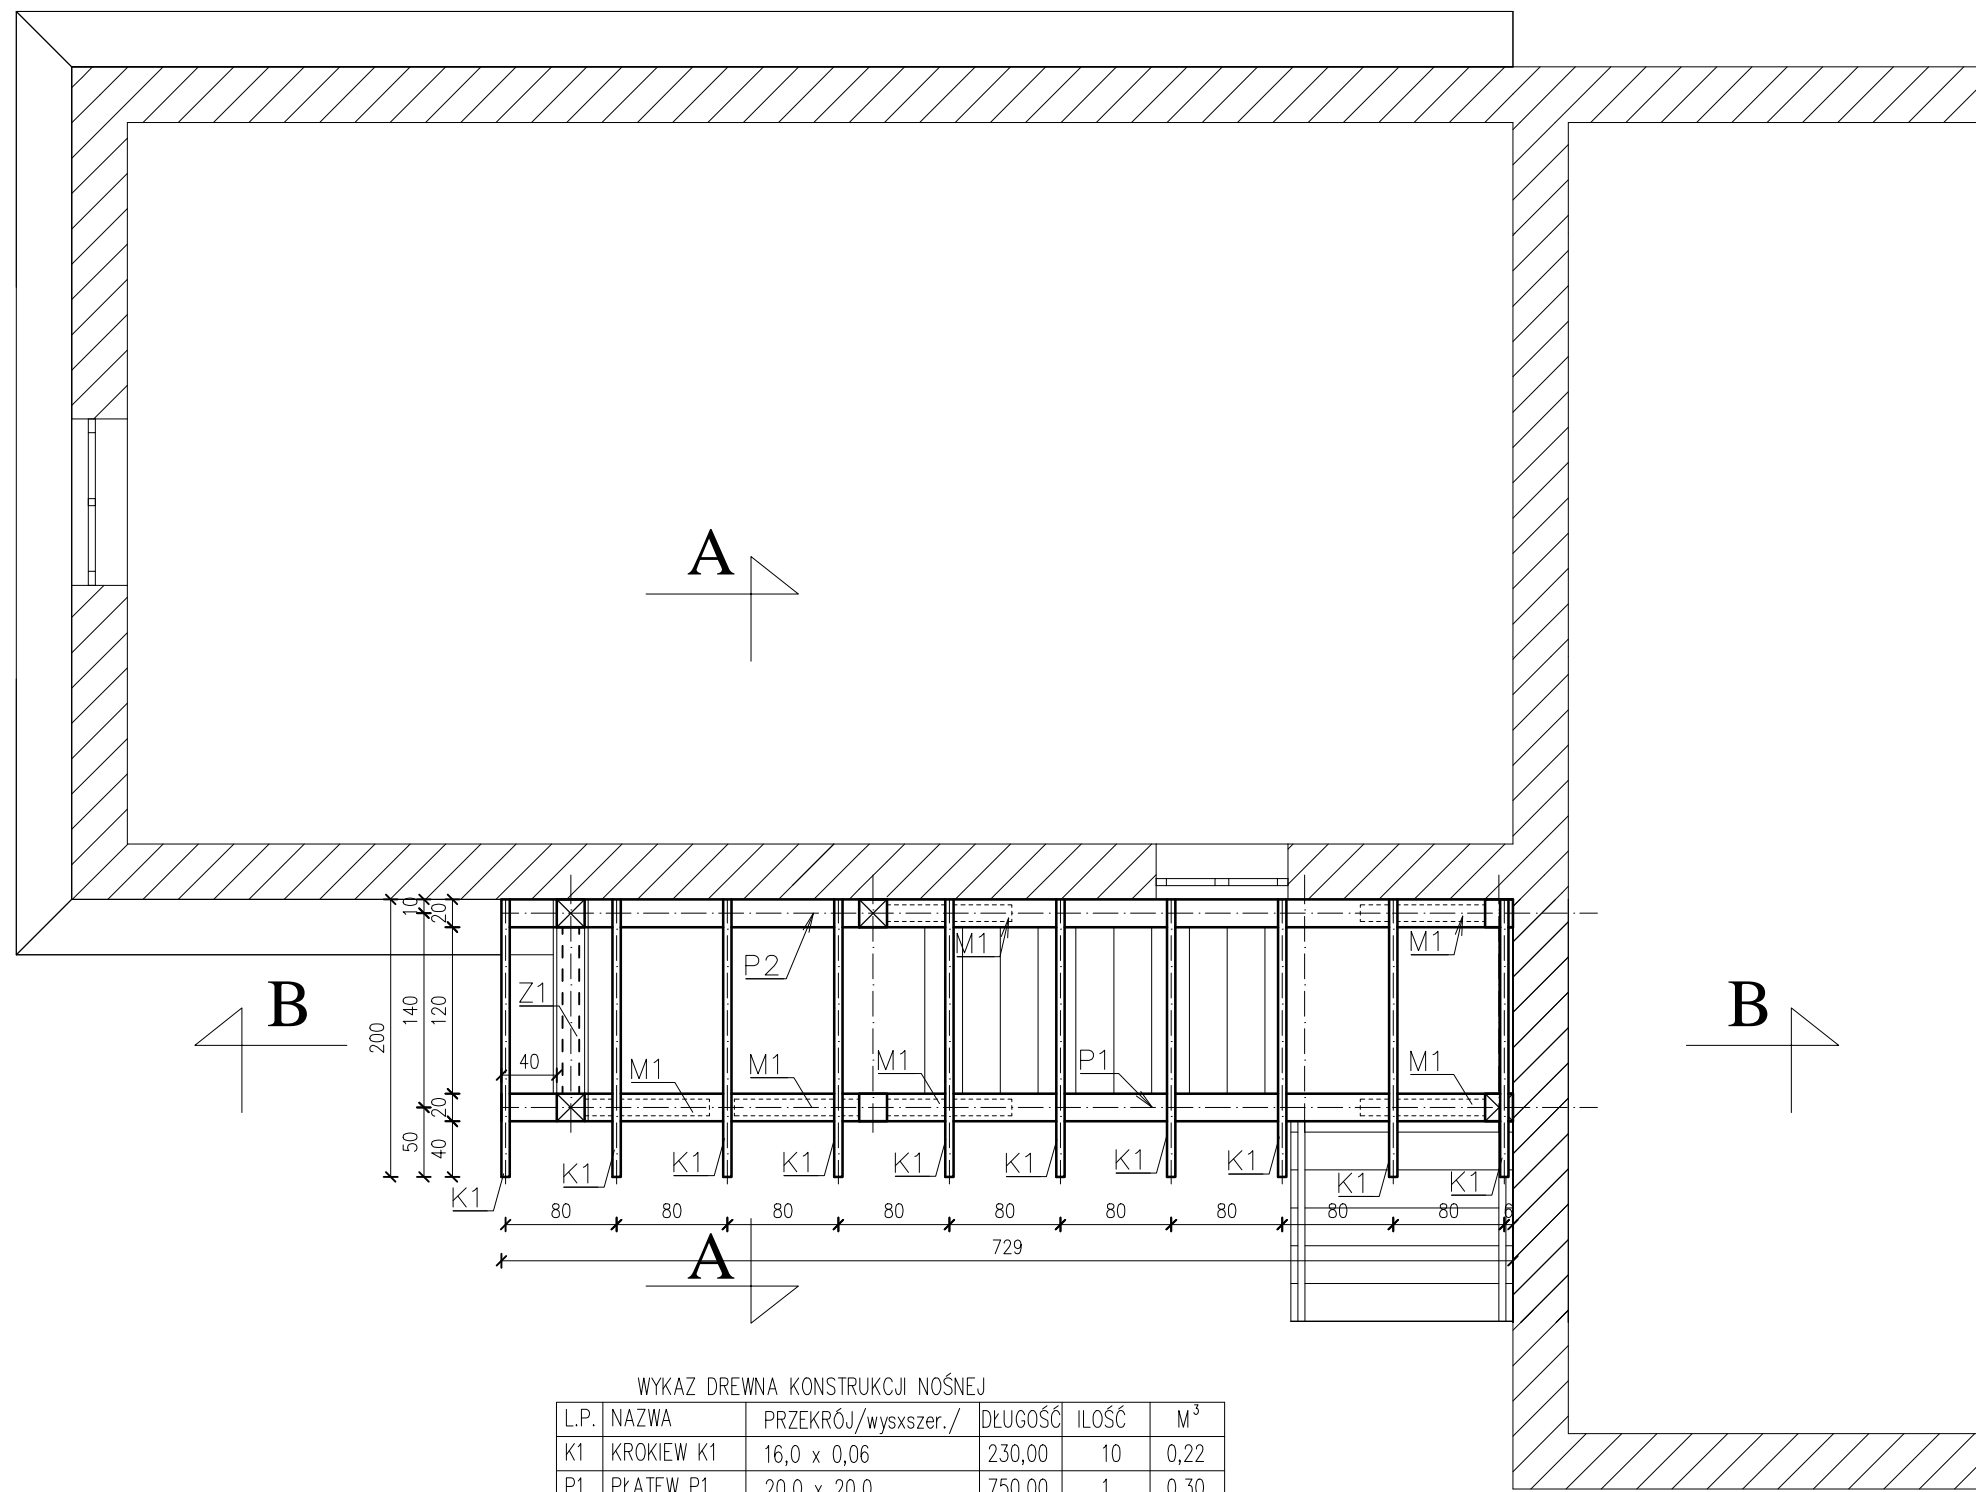 A
B
B
10
20
P2
M1
M1
Z1
200
140
120
40
M1
M1
M1
P1
M1
20
50
40
K1
K1
K1
K1
K1
K1
K1
K1
K1
K1
80 80 80 80 80 80 80 80 80 6
729
A
WYKAZ DREWNA KONSTRUKCJI NOŚNEJ
L.P. NAZWA PRZEKRÓJ/wysxszer./ DŁUGOŚĆ ILOŚĆ M³
K1 KROKIEW K1 16,0 x 0,06 230,00 10 0,22
P1 PŁATEW P1 20,0 x 20,0 750,00 1 0,30